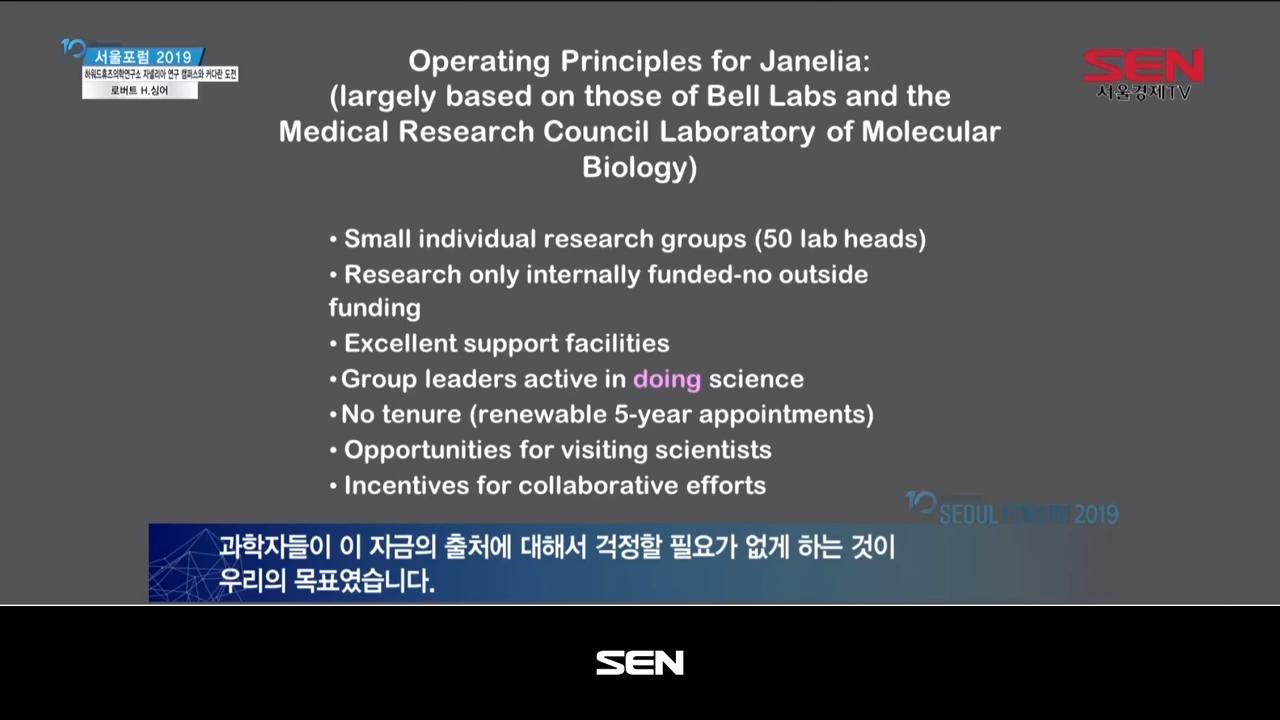 10
서울포럼 2019
하워드휴즈의학연구소 자넬리아 연구 캠퍼스와 커다란 도전
로버트 H.싱어
SEN
서울경제TV
Operating Principles for Janelia:
(largely based on those of Bell Labs and the
Medical Research Council Laboratory of Molecular
Biology)
• Small individual research groups (50 lab heads)
• Research only internally funded-no outside
funding
• Excellent support facilities
• Group leaders active in doing science
• No tenure (renewable 5-year appointments)
• Opportunities for visiting scientists
• Incentives for collaborative efforts
10
SEOUL FORUM 2019
과학자들이 이 자금의 출처에 대해서 걱정할 필요가 없게 하는 것이
우리의 목표였습니다.
SEN